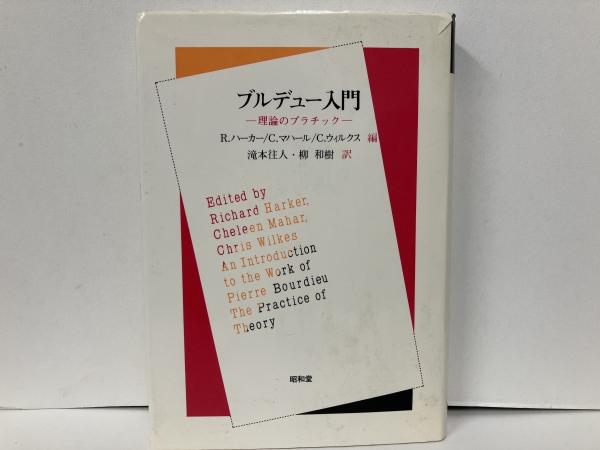 ブルデュー入門
―理論のプラチック―
R.ハーカー/C.マハール/C.ウィルクス 編
滝本往人・柳 和樹 訳
Edited by
Richard Harker,
Cheleen Mahar,
Chris Wilkes
An Introduction
to the Work of
Pierre Bourdieu
The Practice of
Theory
昭和堂